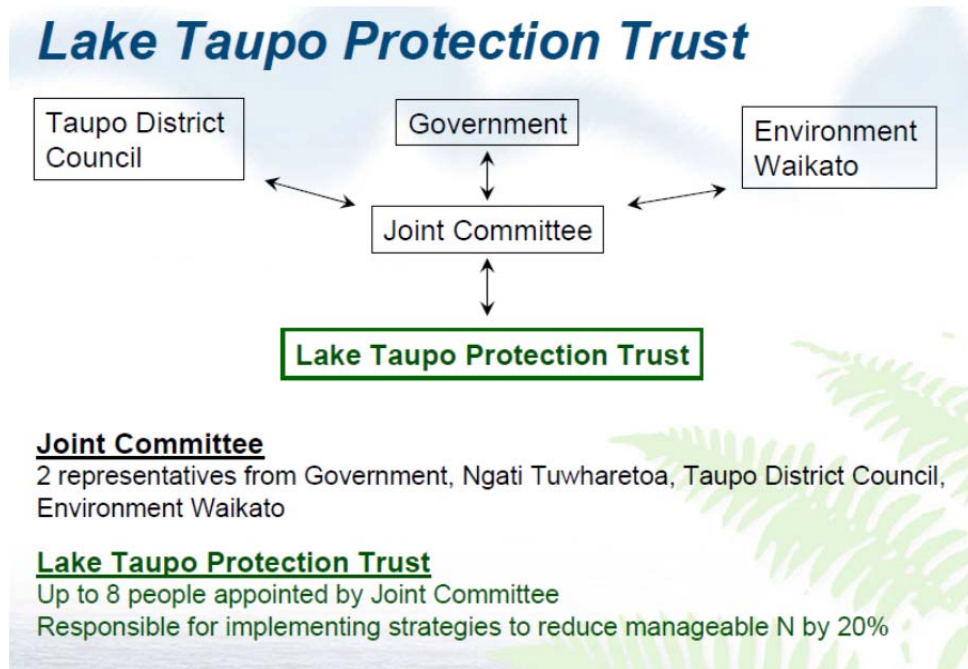 Lake Taupo Protection Trust
Taupo District
Council
Government
Environment
Waikato
Joint Committee
Lake Taupo Protection Trust
Joint Committee
2 representatives from Government, Ngati Tuwharetoa, Taupo District Council,
Environment Waikato
Lake Taupo Protection Trust
Up to 8 people appointed by Joint Committee
Responsible for implementing strategies to reduce manageable N by 20%